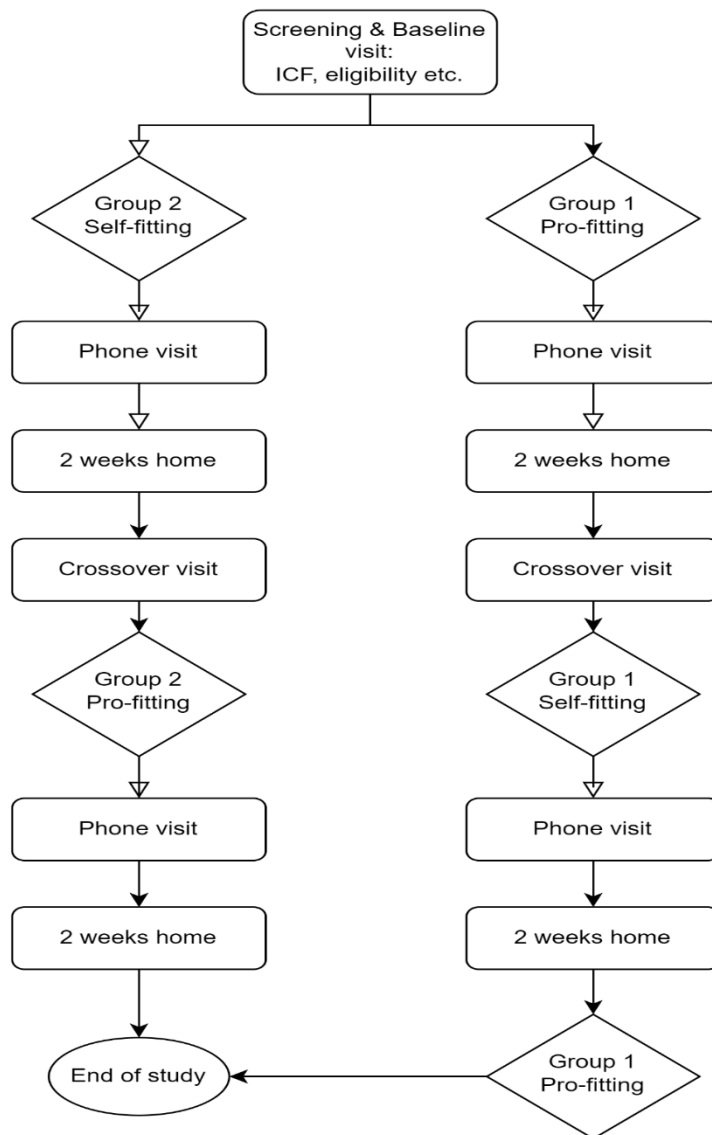 Screening & Baseline
visit:
ICF, eligibility etc.
Group 2
Self-fitting
Group 1
Pro-fitting
Phone visit
Phone visit
2 weeks home
2 weeks home
Crossover visit
Crossover visit
Group 2
Pro-fitting
Group 1
Self-fitting
Phone visit
Phone visit
2 weeks home
2 weeks home
End of study
Group 1
Pro-fitting